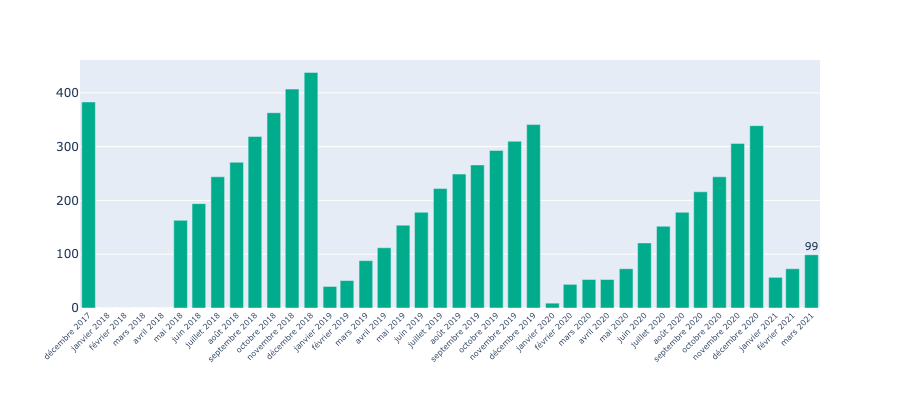 400
300
200
100
0
99
décembre 2017
janvier 2018
février 2018
mars 2018
avril 2018
mai 2018
juin 2018
juillet 2018
août 2018
septembre 2018
octobre 2018
novembre 2018
décembre 2018
janvier 2019
février 2019
mars 2019
avril 2019
mai 2019
juin 2019
juillet 2019
août 2019
septembre 2019
octobre 2019
novembre 2019
décembre 2019
janvier 2020
février 2020
mars 2020
avril 2020
mai 2020
juin 2020
juillet 2020
août 2020
septembre 2020
octobre 2020
novembre 2020
décembre 2020
janvier 2021
février 2021
mars 2021